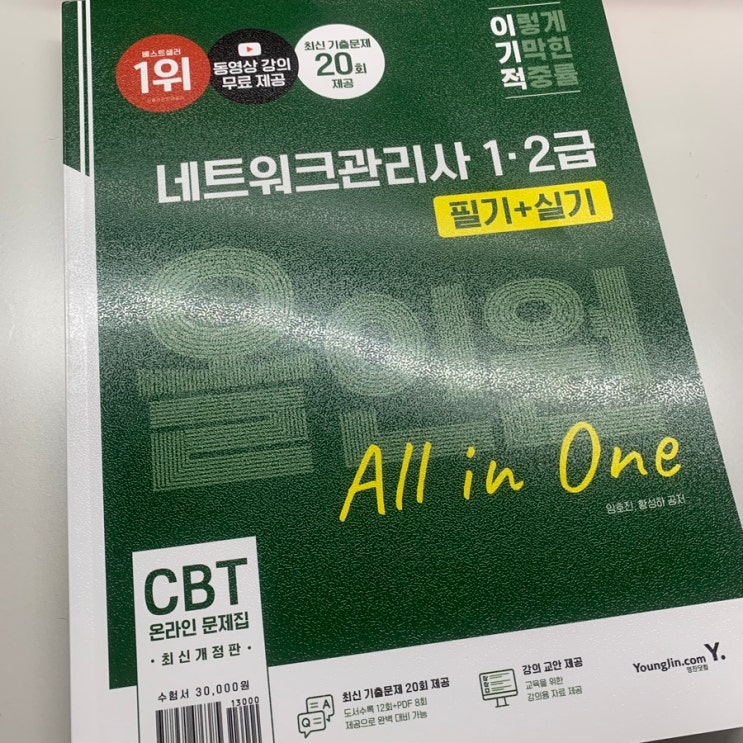 베스트셀러
1위
동영상 강의
무료 제공
최신 기출문제
20회
제공
이렇게
기막힌
적중률
네트워크관리사 1·2급
필기+실기
올인원
All in One
임호진, 황성하 공저
CBT
온라인 문제집
· 최신개정판 ·
수험서 30,000원
13000
Q
A
최신 기출문제 20회 제공
도서수록 12회+PDF 8회
제공으로 완벽 대비 가능
강의 교안 제공
교육을 위한
강의용 자료 제공
YoungJin.com Y.
영진닷컴